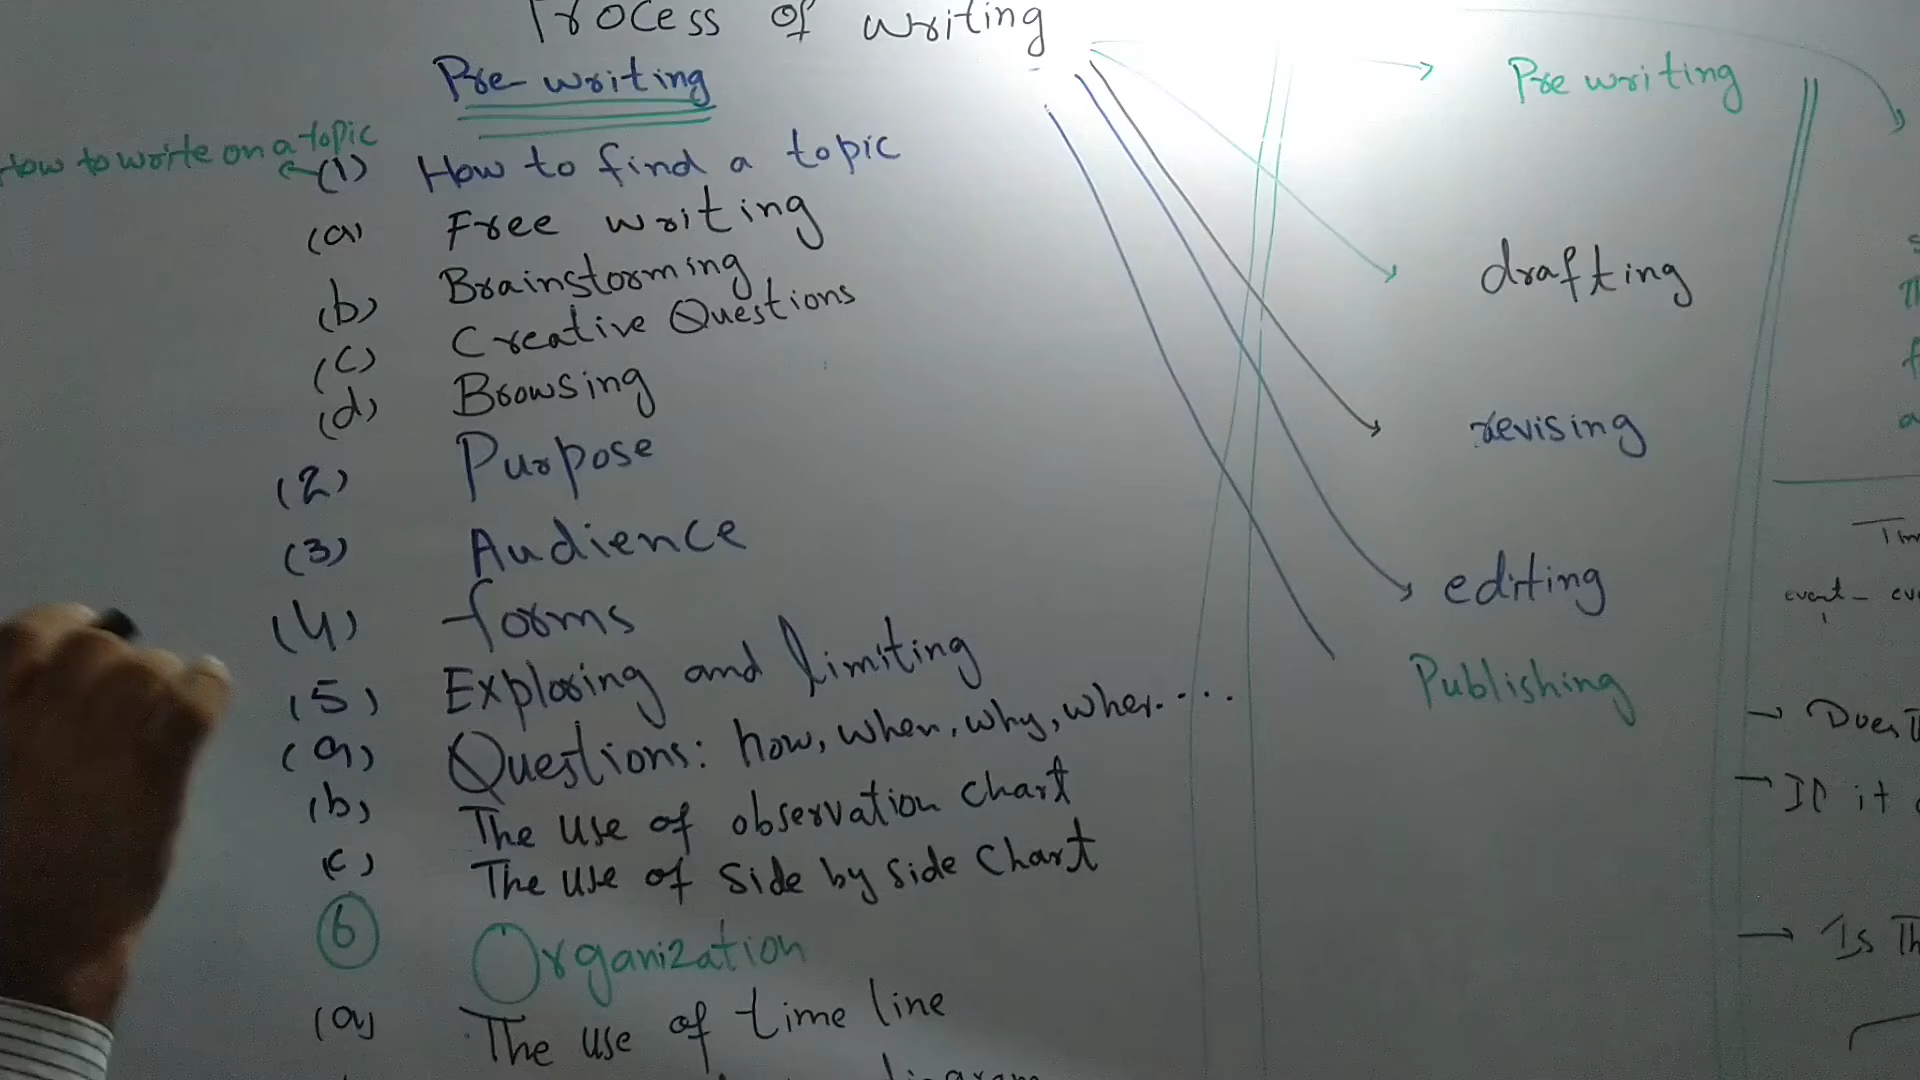 Process of writing
Pre-writing
How to write on a topic
(1) How to find a topic
(a) Free writing
(b) Brainstorming
(c) Creative Questions
(d) Browsing
(2) Purpose
(3) Audience
(4) forms
(5) Exploring and limiting
(a) Questions: how, when, why, wher.....
(b) The use of observation chart
(c) The use of side by side chart
6 Organization
(a) The use of time line
Pre writing
drafting
revising
editing
Publishing
event -
it
Is